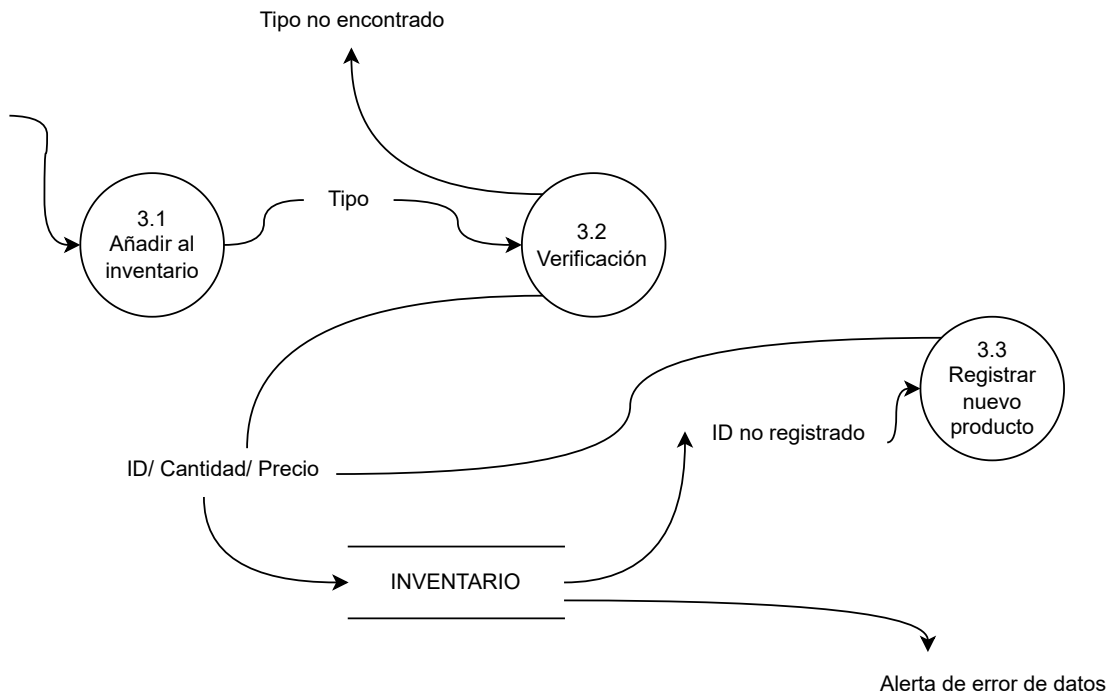 Tipo no encontrado
3.1
Añadir al
inventario
Tipo
3.2
Verificación
3.3
Registrar
nuevo
producto
ID no registrado
ID/ Cantidad/ Precio
INVENTARIO
Alerta de error de datos